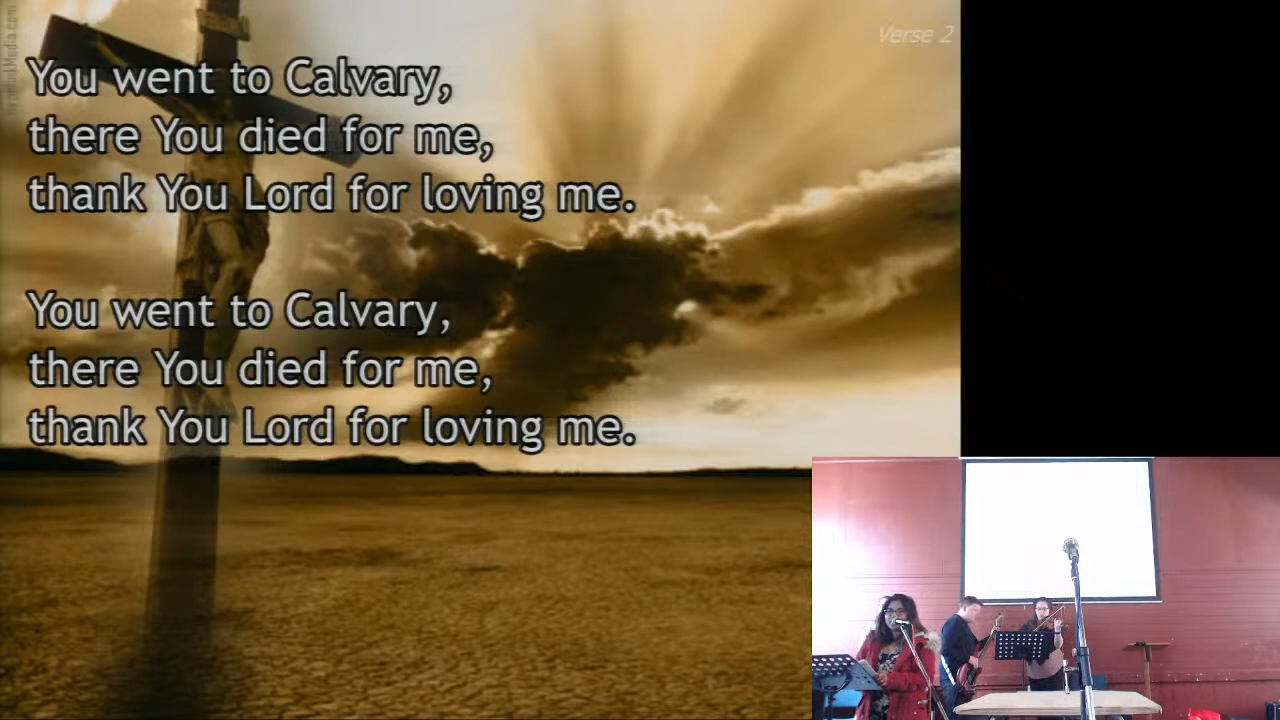 Verse 2
You went to Calvary,
there You died for me,
thank You Lord for loving me.
You went to Calvary,
there You died for me,
thank You Lord for loving me.